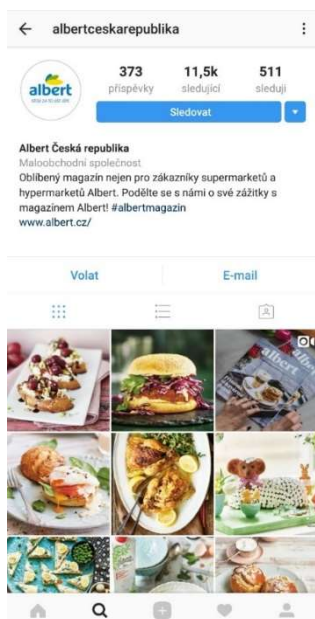 albertceskarepublika
albert
373 11,5k 511
příspěvky sledující sleduji
Sledovat
Albert Česká republika
Maloobchodní společnost
Oblíbený magazín nejen pro zákazníky supermarketů a
hypermarketů Albert. Podělte se s námi o své zážitky s
magazínem Albert! #albertmagazin
www.albert.cz/
Volat E-mail
albert